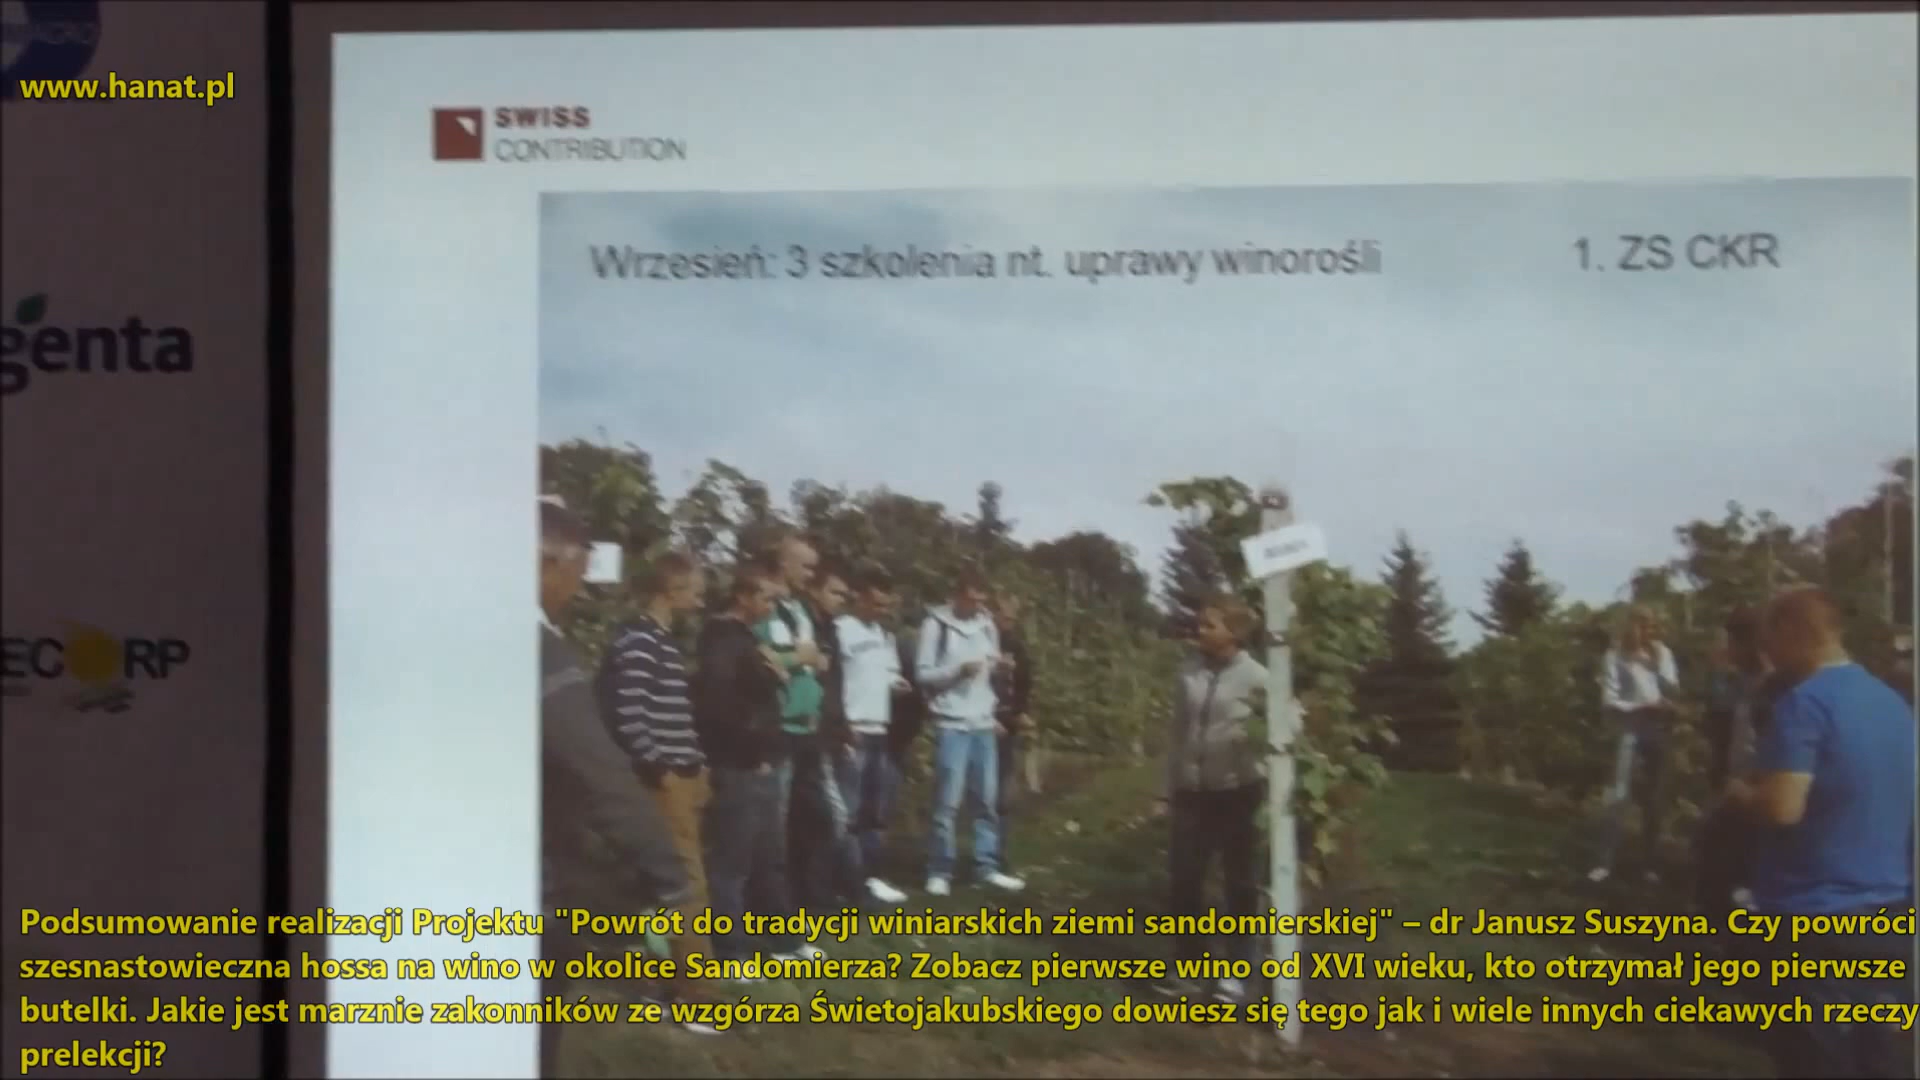 www.hanat.pl
SWISS
CONTRIBUTION
Wrzesień: 3 szkolenia nt. uprawy winorośli 1. ZS CKR
genta
EC RP
Podsumowanie realizacji Projektu "Powrót do tradycji winiarskich ziemi sandomierskiej" – dr Janusz Suszyna. Czy powróci
szesnastowieczna hossa na wino w okolice Sandomierza? Zobacz pierwsze wino od XVI wieku, kto otrzymał jego pierwsze
butelki. Jakie jest marznie zakonników ze wzgórza Świetojakubskiego dowiesz się tego jak i wiele innych ciekawych rzeczy
prelekcji?